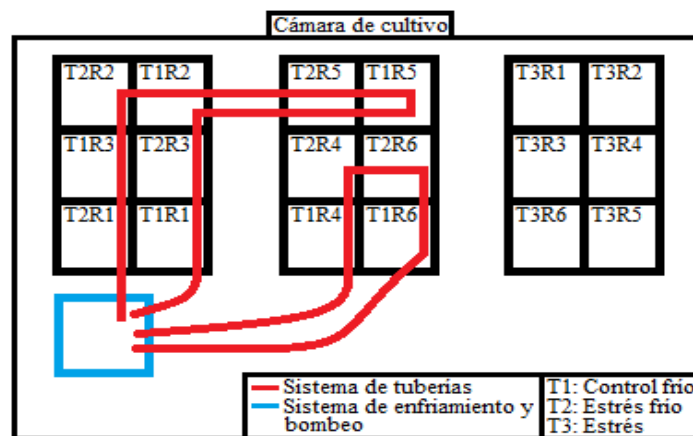 Cámara de cultivo
T2R2 T1R2 T2R5 T1R5 T3R1 T3R2
T1R3 T2R3 T2R4 T2R6 T3R3 T3R4
T2R1 T1R1 T1R4 T1R6 T3R6 T3R5
Sistema de tuberías
Sistema de enfriamiento y
bombeo
T1: Control frio
T2: Estrés frio
T3: Estrés